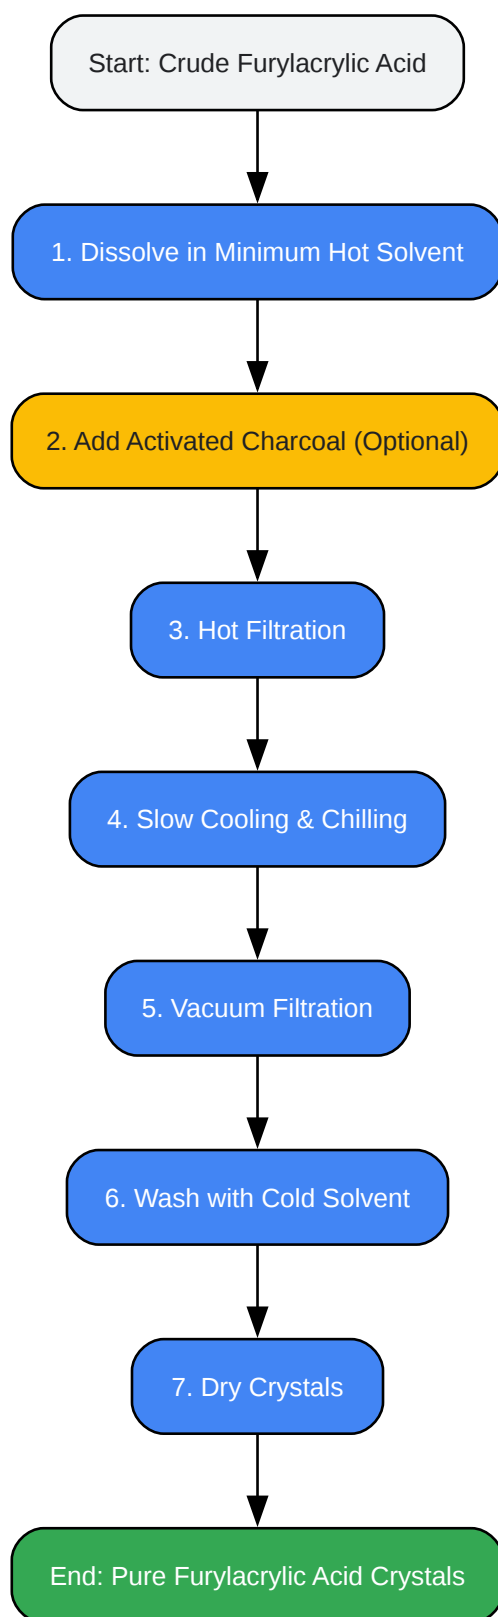 Start: Crude Furylacrylic Acid
1. Dissolve in Minimum Hot Solvent
2. Add Activated Charcoal (Optional)
3. Hot Filtration
4. Slow Cooling & Chilling
5. Vacuum Filtration
6. Wash with Cold Solvent
7. Dry Crystals
End: Pure Furylacrylic Acid Crystals